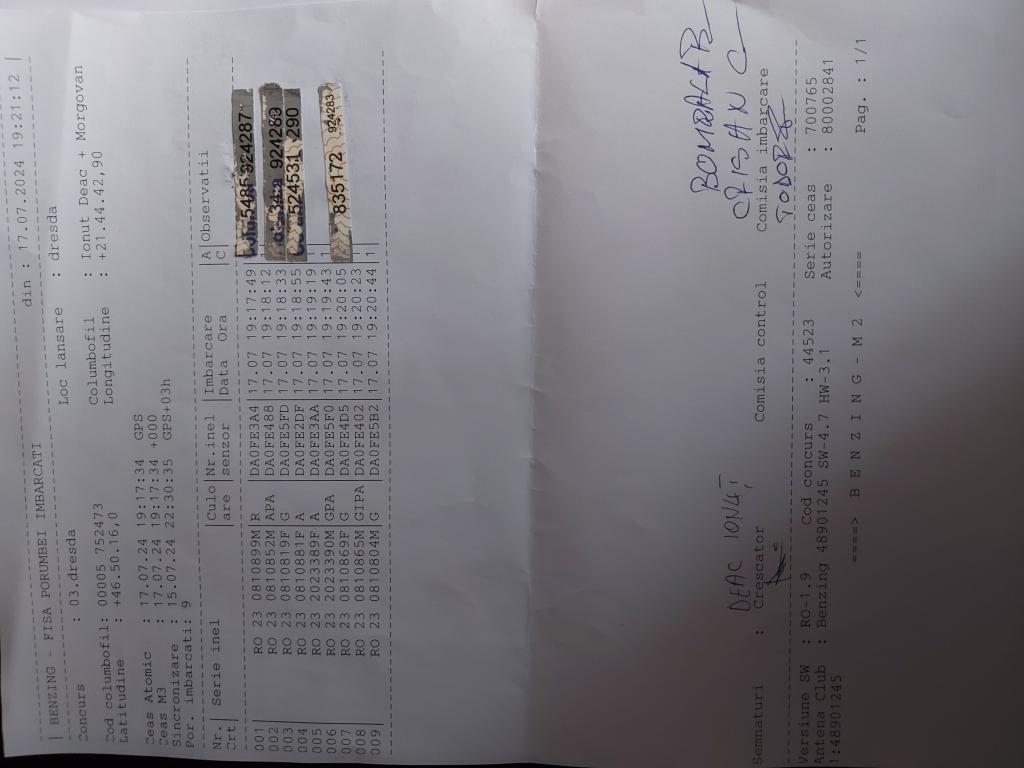 | BENZING - FISA PORUMBEI IMBARCATI din : 17.07.2024 19:21:12 |
Concurs : 03.dresda Loc lansare : dresda
Cod columbofil: 00005 752473 Columbofil : Ionut Deac + Morgovan
Latitudine : +46.50.16,0 Longitudine : +21.44.42,90
Ceas Atomic : 17.07.24 19:17:34 GPS
Ceas M3 : 17.07.24 19:17:34 +000
Sincronizare : 15.07.24 22:30:35 GPS+03h
Por. imbarcati: 9
Nr.| Serie inel |Culo|Nr.inel |Imbarcare |A|Observatii
Crt| |are |senzor |Data Ora |C|
001 | RO 23 0810899M|R |DA0FE3A4|17.07 19:17:49
002 | RO 23 0810852M|APA |DA0FE488|17.07 19:18:12
003 | RO 23 0810819F|G |DA0FE5FD|17.07 19:18:33
004 | RO 23 0810881F|A |DA0FE2DF|17.07 19:18:55
005 | RO 23 2023389F|A |DA0FE3AA|17.07 19:19:19 1
006 | RO 23 2023390M|GPA |DA0FE5F0|17.07 19:19:43
007 | RO 23 0810869F|G |DA0FE4D5|17.07 19:20:05
008 | RO 23 0810865M|GIPA|DA0FE402|17.07 19:20:23
009 | RO 23 0810804M|G |DA0FE5B2|17.07 19:20:44|1
924287
924289
524531 290
835172 924283
BOMBALA P
DEAC IONUȚ CRISAN C
Semnaturi : Crescator Comisia control Comisia imbarcare
TODOR
Versiune SW : RO-1.9 Cod concurs : 44523 Serie ceas : 700765
Antena Club : Benzing 48901245 SW-4.7 HW-3.1 Autorizare : 80002841
1:48901245
====> B E N Z I N G - M 2 <==== Pag. : 1/1